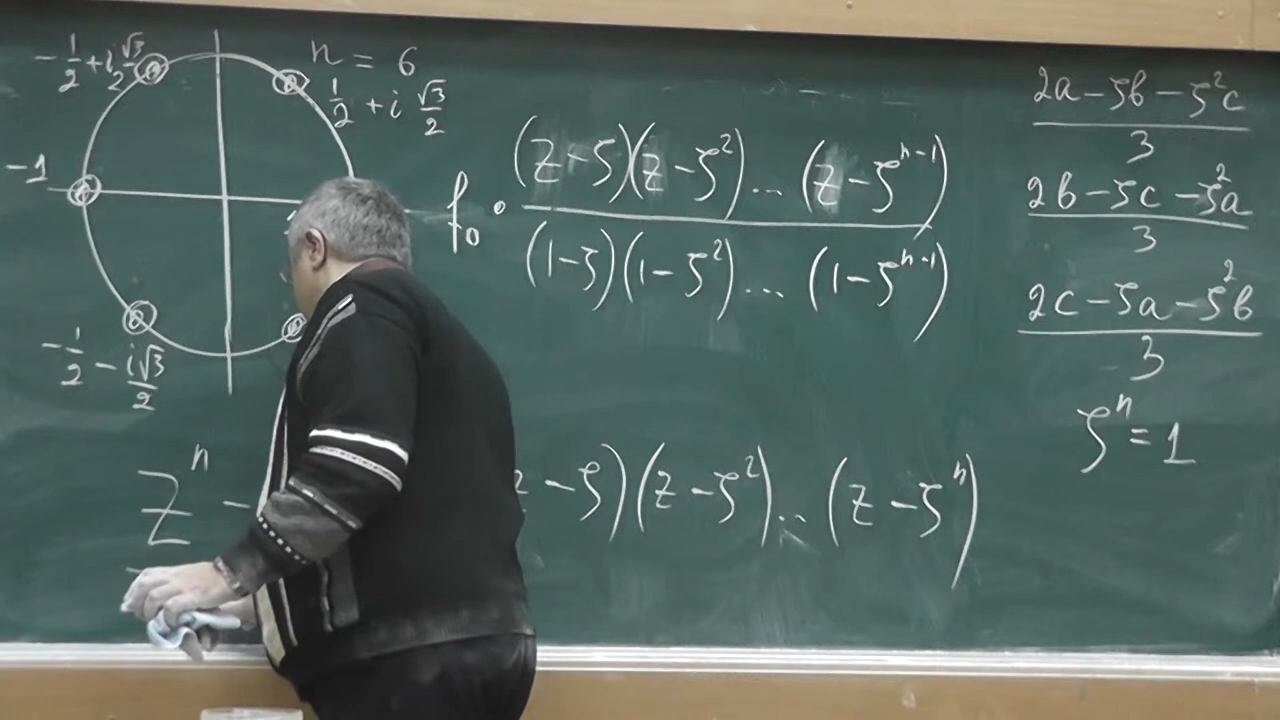 n = 6
-1/2 + i√3/2
1/2 + i √3/2
-1
-1/2 - i√3/2
f₀ · (z-ζ)(z-ζ²)...(z-ζⁿ⁻¹) / (1-ζ)(1-ζ²)...(1-ζⁿ⁻¹)
zⁿ -
z - ζ)(z - ζ²)...(z - ζⁿ)
2a - ζb - ζ²c / 3
2b - ζc - ζ²a / 3
2c - ζa - ζ²b / 3
ζⁿ = 1